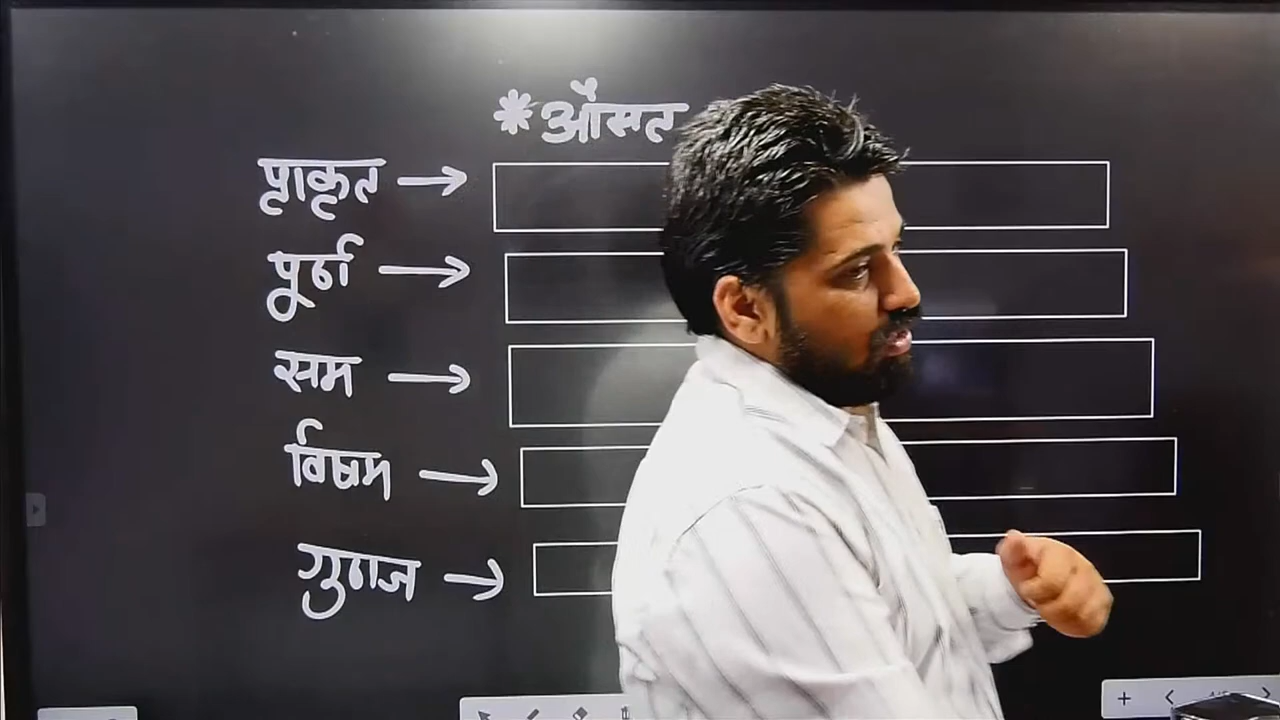 * औसत
प्राकृत →
पूर्ण →
सम →
विषम →
गुणज →